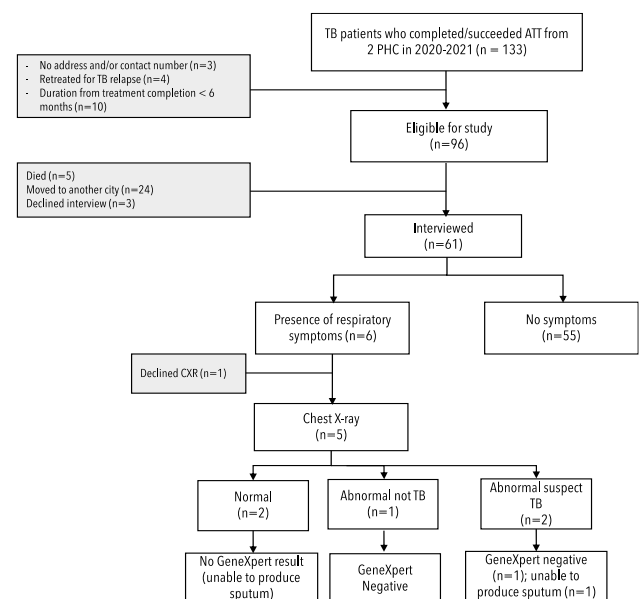 TB patients who completed/succeeded ATT from
2 PHC in 2020-2021 (n = 133)
- No address and/or contact number (n=3)
- Retreated for TB relapse (n=4)
- Duration from treatment completion < 6
months (n=10)
Eligible for study
(n=96)
Died (n=5)
Moved to another city (n=24)
Declined interview (n=3)
Interviewed
(n=61)
Presence of respiratory
symptoms (n=6)
No symptoms
(n=55)
Declined CXR (n=1)
Chest X-ray
(n=5)
Normal
(n=2)
Abnormal not TB
(n=1)
Abnormal suspect
TB
(n=2)
No GeneXpert result
(unable to produce
sputum)
GeneXpert
Negative
GeneXpert negative
(n=1); unable to
produce sputum (n=1)